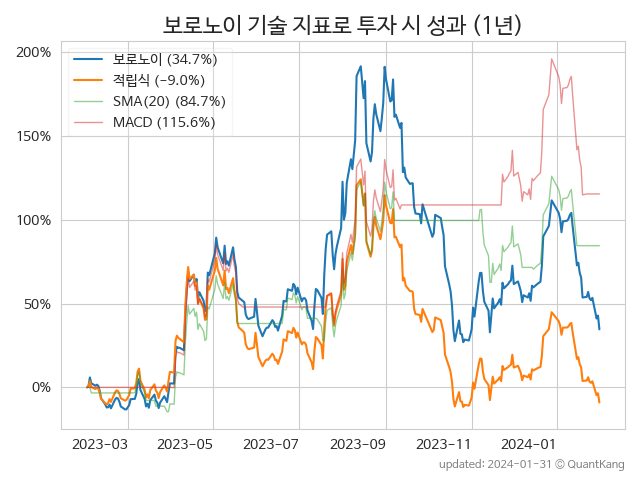 보로노이 기술 지표로 투자 시 성과 (1년)
200%
150%
100%
50%
0%
보로노이 (34.7%)
적립식 (-9.0%)
SMA(20) (84.7%)
MACD (115.6%)
2023-03
2023-05
2023-07
2023-09
2023-11
2024-01
updated: 2024-01-31 © QuantKang